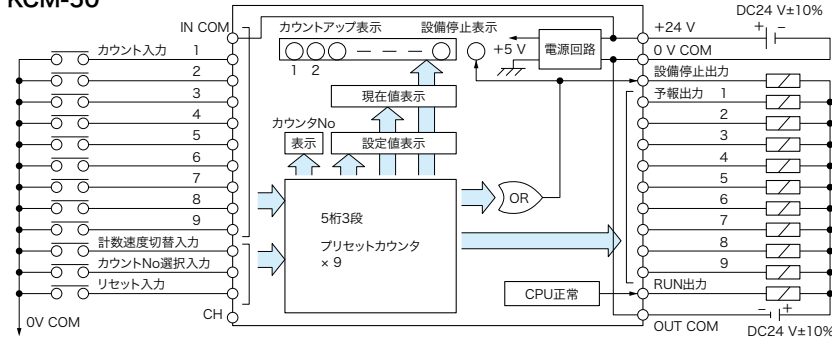 KCM-50
IN COM
カウント入力 1
2
3
4
5
6
7
8
9
計数速度切替入力
カウントNo選択入力
リセット入力
0V COM
CH
カウントアップ表示
設備停止表示
1 2
現在値表示
カウンタNo
表示
設定値表示
5桁3段
プリセットカウンタ
× 9
+5 V
電源回路
OR
CPU正常
+24 V
0 V COM
設備停止出力
予報出力 1
2
3
4
5
6
7
8
9
RUN出力
OUT COM
DC24 V±10%
+ −
− +
DC24 V±10%